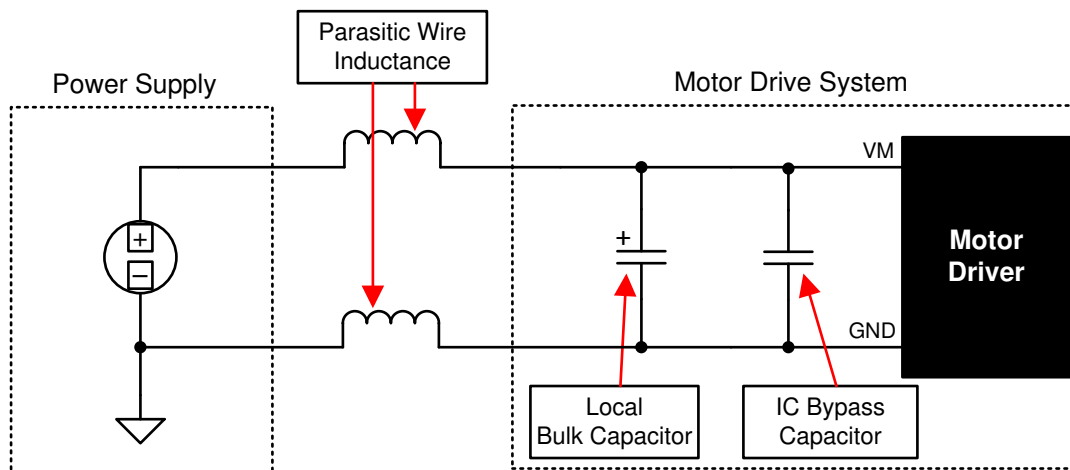 Parasitic Wire
Inductance
Power Supply
Motor Drive System
VM
+
−
+
Motor
Driver
GND
Local
Bulk Capacitor
IC Bypass
Capacitor